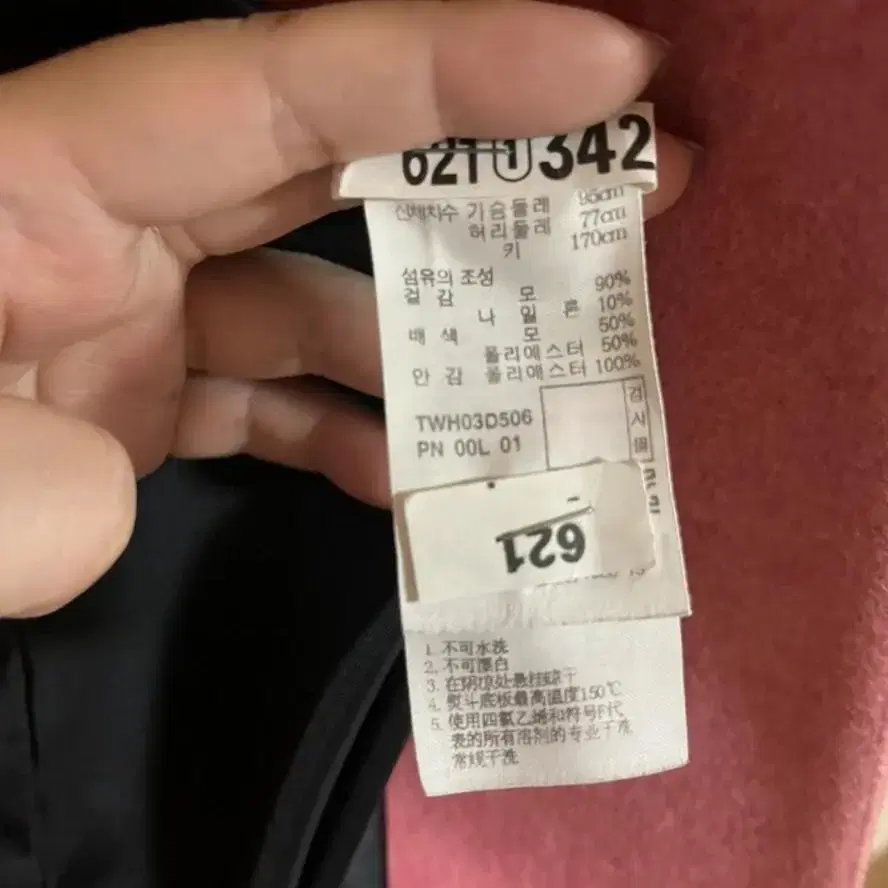 621 1 342
신체치수 가슴둘레 95cm
허리둘레 77cm
키 170cm
섬유의 조성
겉 감 모 90%
나 일 론 10%
배 색 모 50%
폴리에스터 50%
안 감 폴리에스터 100%
TWH03D506
PN 00L 01
검사필
621
1. 不可水洗
2. 不可漂白
3. 在阴凉处悬挂晾干
4. 熨斗底板最高温度150℃
5. 使用四氯乙烯和符号F代
表的所有溶剂的专业干洗
常规干洗